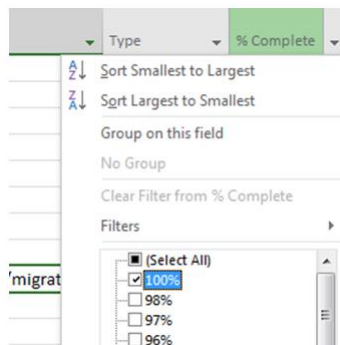 Type % Complete
Sort Smallest to Largest
Sort Largest to Smallest
Group on this field
No Group
Clear Filter from % Complete
Filters
(Select All)
/migrat 100%
98%
97%
96%